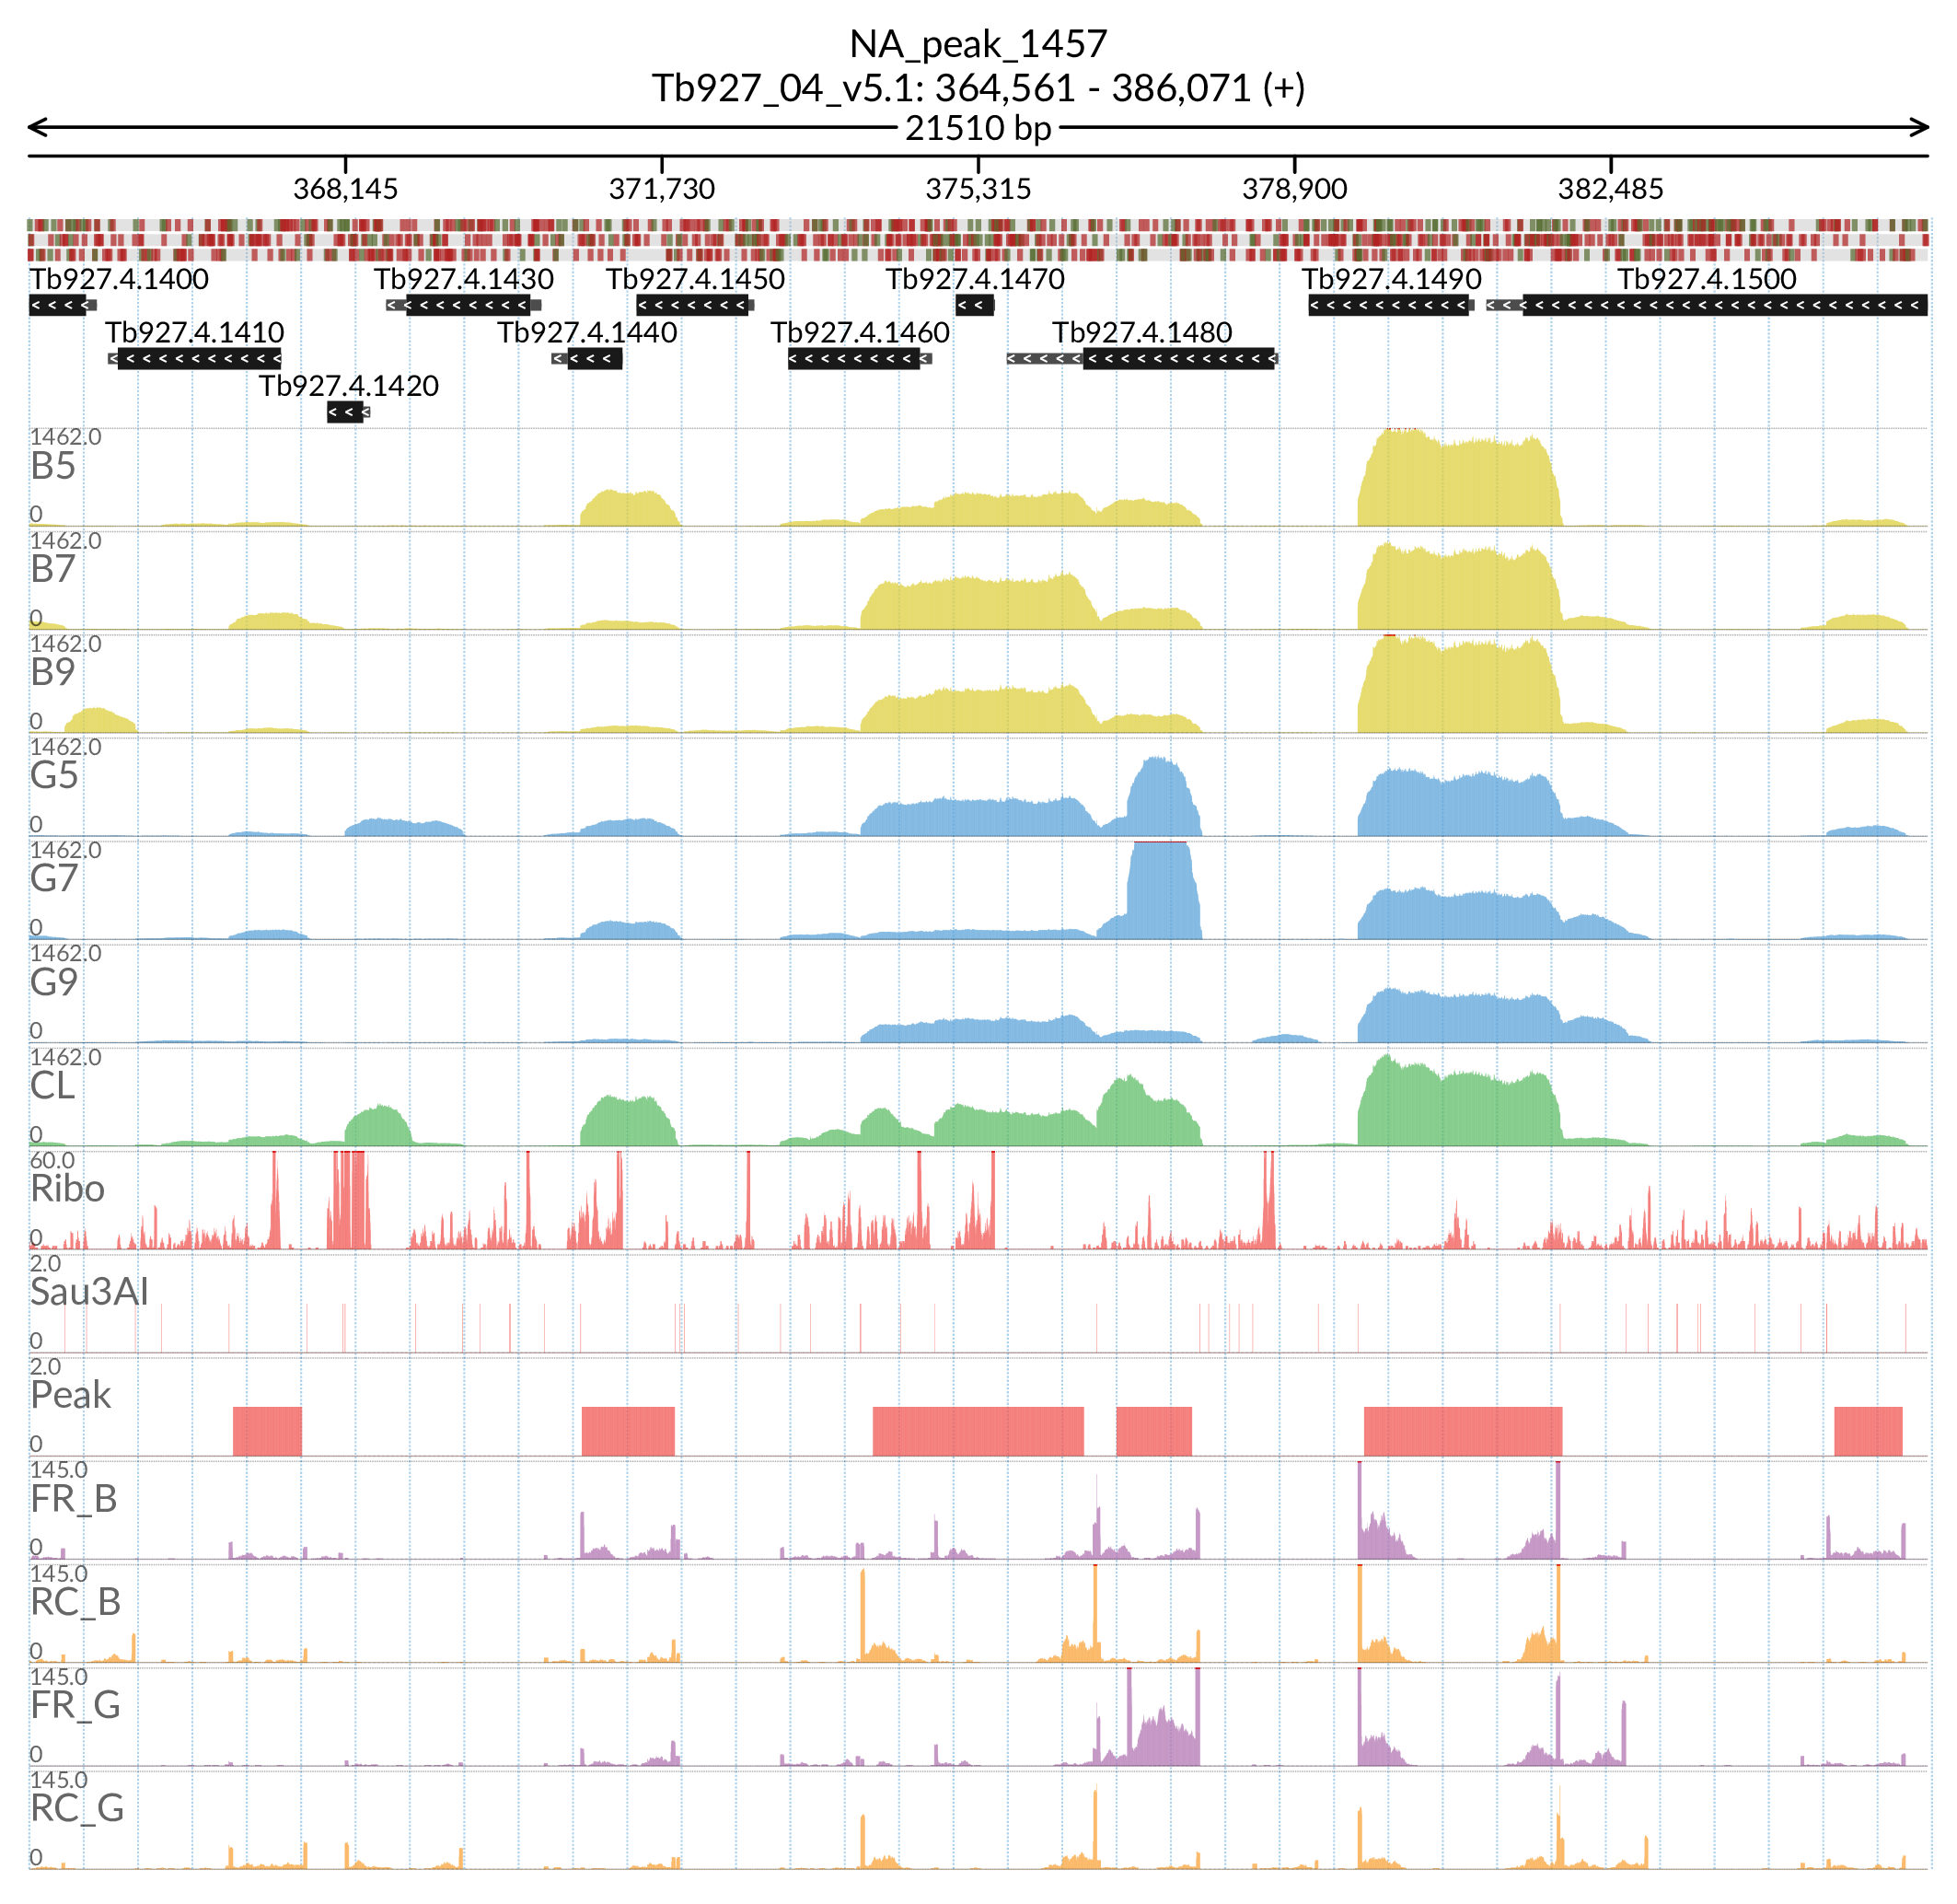 NA_peak_1457
Tb927_04_v5.1: 364,561 - 386,071 (+)
21510 bp
368,145 371,730 375,315 378,900 382,485
Tb927.4.1400 Tb927.4.1430 Tb927.4.1450 Tb927.4.1470 Tb927.4.1490 Tb927.4.1500
Tb927.4.1410 Tb927.4.1440 Tb927.4.1460 Tb927.4.1480
Tb927.4.1420
1462.0
B5
0
1462.0
B7
0
1462.0
B9
0
1462.0
G5
0
1462.0
G7
0
1462.0
G9
0
1462.0
CL
0
60.0
Ribo
0
2.0
Sau3AI
0
2.0
Peak
0
145.0
FR_B
0
145.0
RC_B
0
145.0
FR_G
0
145.0
RC_G
0